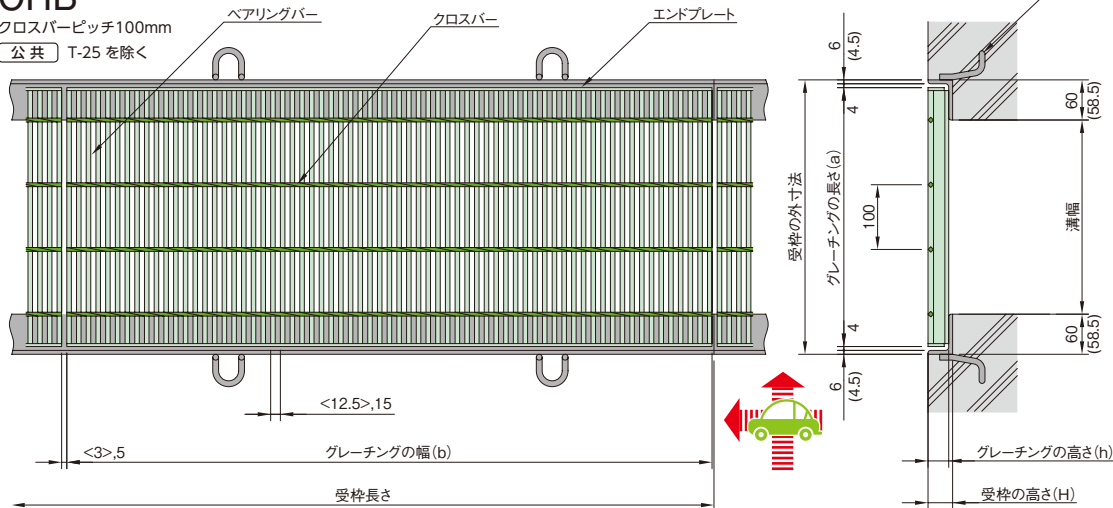 クロスバーピッチ100mm
公共 T-25 を除く
ベアリングバー
クロスバー
エンドプレート
6
(4.5)
4
60
(58.5)
受枠の外寸法
グレーチングの長さ(a)
100
溝幅
4
6
(4.5)
60
(58.5)
<12.5>,15
<3>,5
グレーチングの幅(b)
受枠長さ
グレーチングの高さ(h)
受枠の高さ(H)